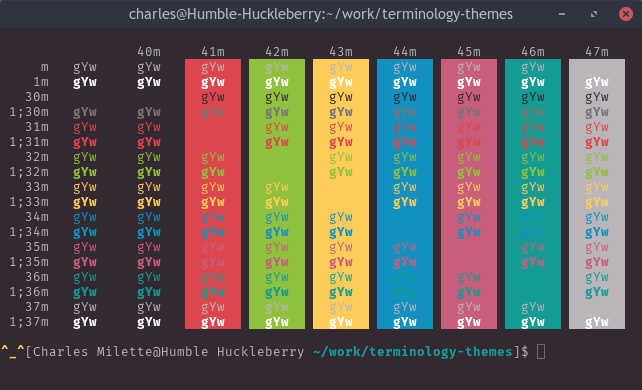 charles@Humble-Huckleberry:~/work/terminology-themes
40m 41m 42m 43m 44m 45m 46m 47m
m gYw gYw gYw gYw gYw gYw gYw gYw
1m gYw gYw gYw gYw gYw gYw gYw gYw gYw
30m gYw gYw gYw gYw gYw gYw gYw
1;30m gYw gYw gYw gYw gYw gYw gYw gYw gYw
31m gYw gYw gYw gYw gYw gYw gYw gYw
1;31m gYw gYw gYw gYw gYw gYw gYw gYw
32m gYw gYw gYw gYw gYw gYw gYw gYw
1;32m gYw gYw gYw gYw gYw gYw gYw gYw
33m gYw gYw gYw gYw gYw gYw gYw gYw
1;33m gYw gYw gYw gYw gYw gYw gYw gYw
34m gYw gYw gYw gYw gYw gYw gYw gYw
1;34m gYw gYw gYw gYw gYw gYw gYw gYw
35m gYw gYw gYw gYw gYw gYw gYw gYw
1;35m gYw gYw gYw gYw gYw gYw gYw gYw
36m gYw gYw gYw gYw gYw gYw gYw gYw
1;36m gYw gYw gYw gYw gYw gYw gYw gYw
37m gYw gYw gYw gYw gYw gYw gYw gYw
1;37m gYw gYw gYw gYw gYw gYw gYw gYw gYw
^_^[Charles Milette@Humble Huckleberry ~/work/terminology-themes]$